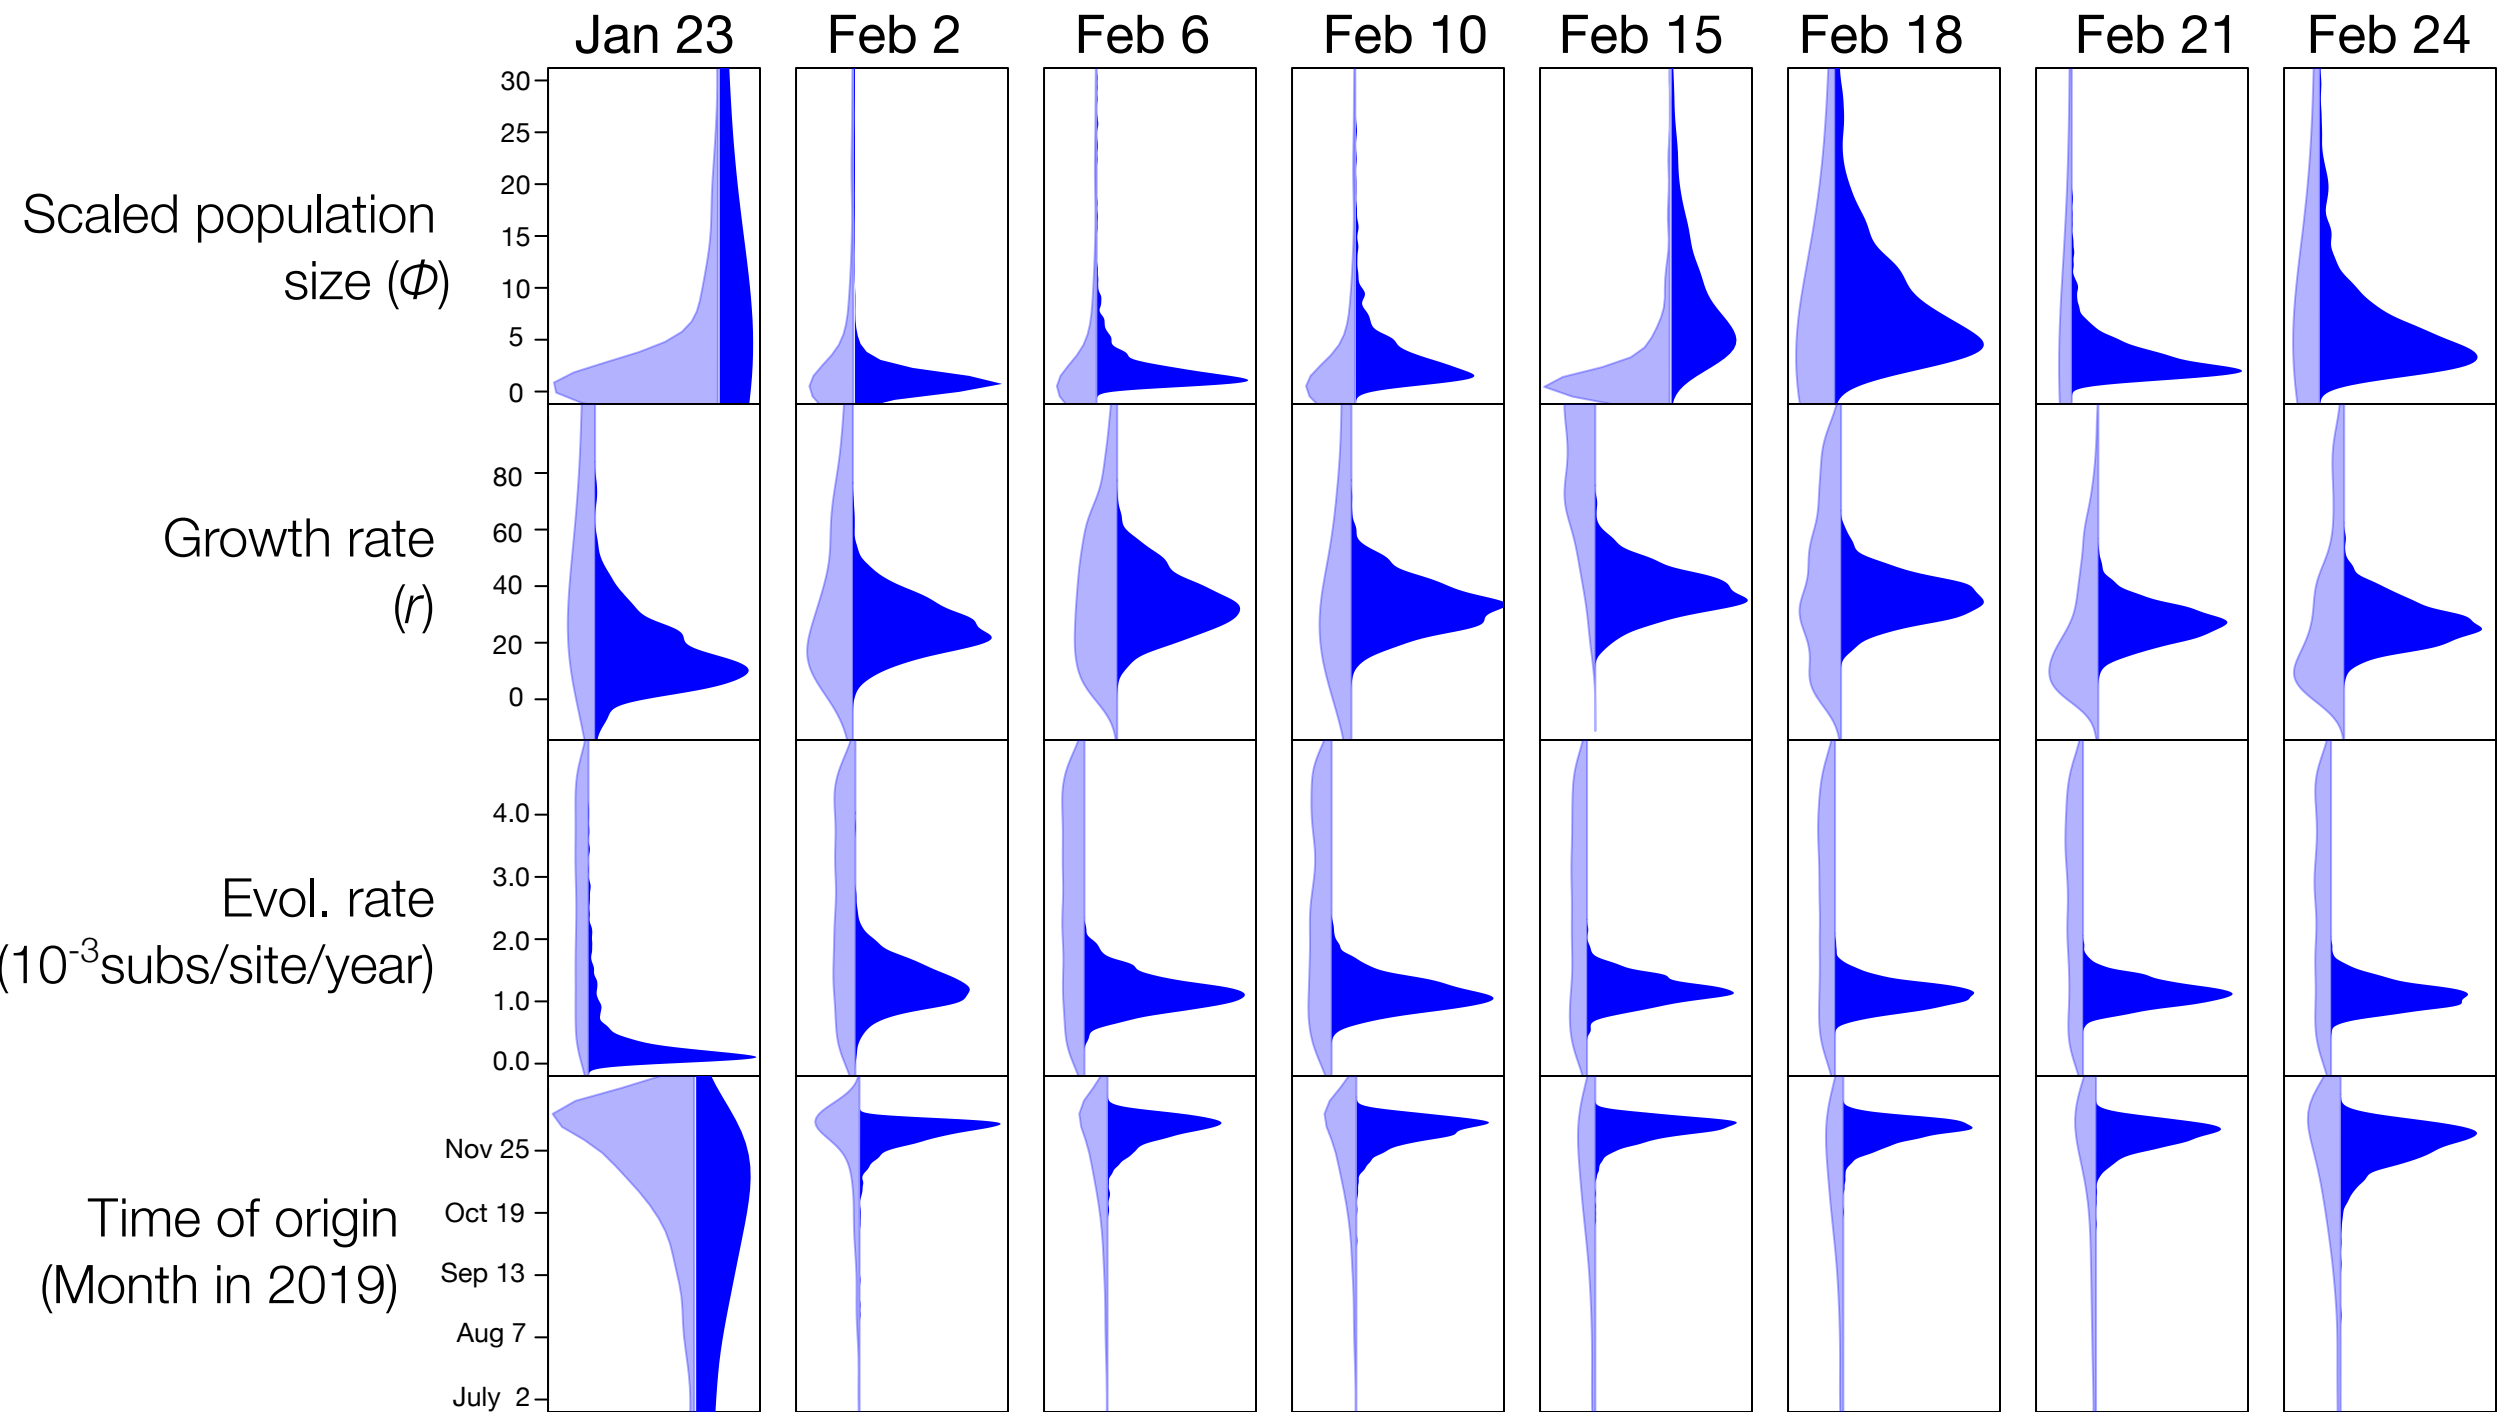 Jan 23 Feb 2 Feb 6 Feb 10 Feb 15 Feb 18 Feb 21 Feb 24
30
25
20
15
10
5
0
Scaled population
size (Φ)
80
60
40
20
0
Growth rate
(r)
4.0
3.0
2.0
1.0
0.0
Evol. rate
(10⁻³subs/site/year)
Nov 25
Oct 19
Sep 13
Aug 7
July 2
Time of origin
(Month in 2019)